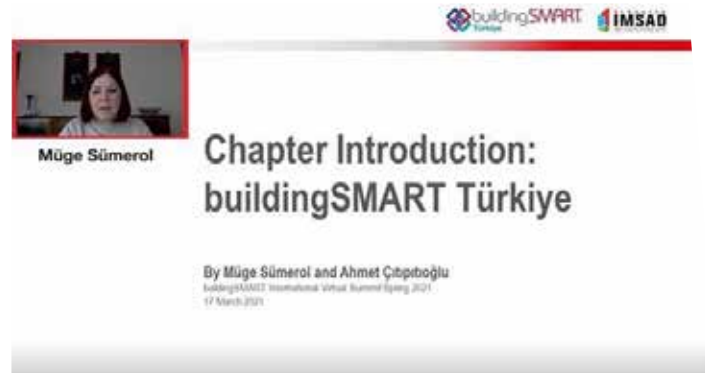 buildingSMART
Türkiye
IMSAD
Müge Sümerol
Chapter Introduction:
buildingSMART Türkiye
By Müge Sümerol and Ahmet Çıtıpıtıoğlu
buildingSMART International Virtual Summit Spring 2021
17 March 2021